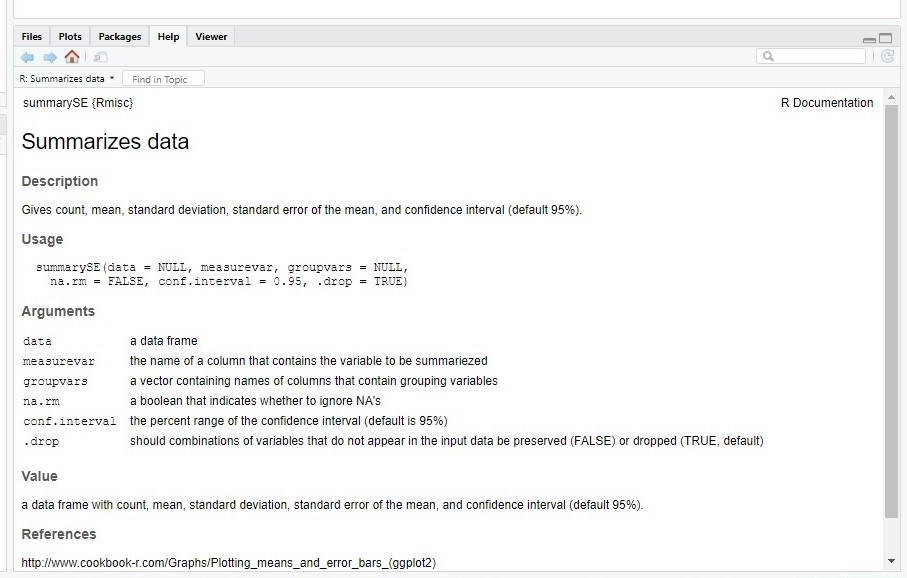 Files Plots Packages Help Viewer
R: Summarizes data Find in Topic
summarySE {Rmisc} R Documentation
Summarizes data
Description
Gives count, mean, standard deviation, standard error of the mean, and confidence interval (default 95%).
Usage
summarySE(data = NULL, measurevar, groupvars = NULL,
na.rm = FALSE, conf.interval = 0.95, .drop = TRUE)
Arguments
data a data frame
measurevar the name of a column that contains the variable to be summariezed
groupvars a vector containing names of columns that contain grouping variables
na.rm a boolean that indicates whether to ignore NA's
conf.interval the percent range of the confidence interval (default is 95%)
.drop should combinations of variables that do not appear in the input data be preserved (FALSE) or dropped (TRUE, default)
Value
a data frame with count, mean, standard deviation, standard error of the mean, and confidence interval (default 95%).
References
http://www.cookbook-r.com/Graphs/Plotting_means_and_error_bars_(ggplot2)